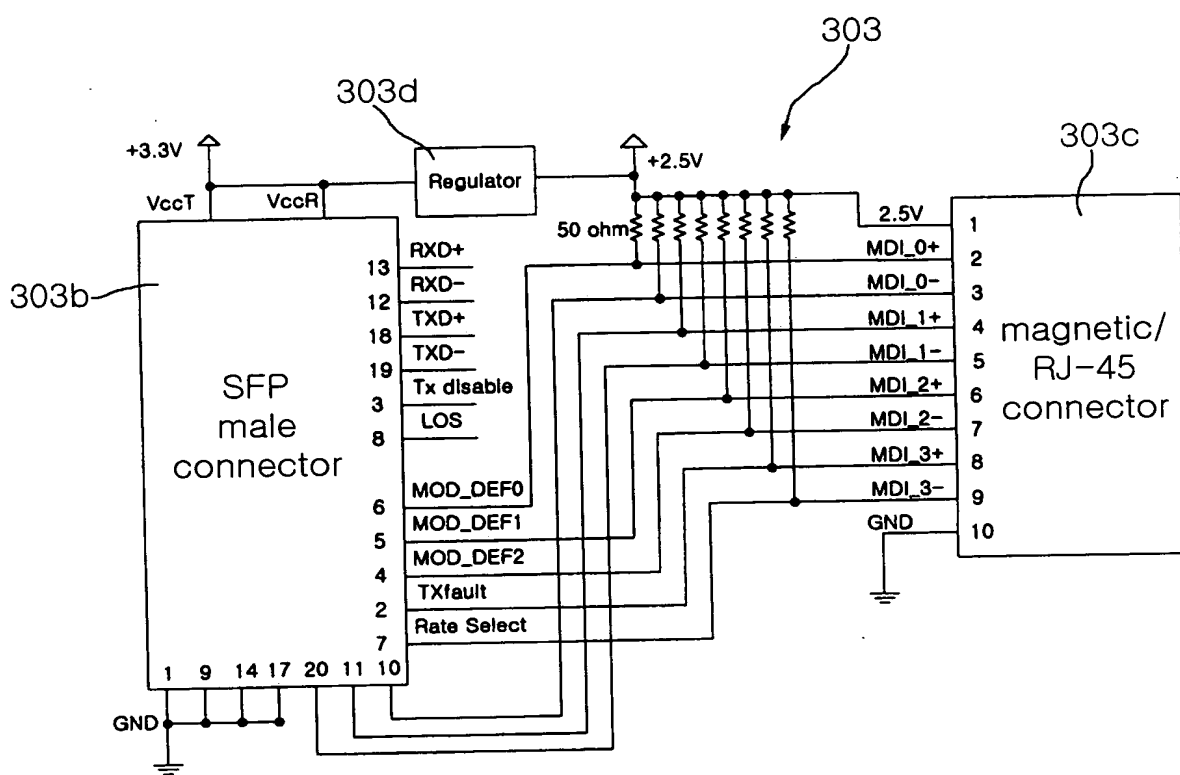 303
303d
303c
+3.3V
Regulator
+2.5V
VccT
VccR
50 ohm
2.5V
1
303b
13
RXD+
MDI_0+
2
12
RXD-
MDI_0-
3
18
TXD+
MDI_1+
4
19
TXD-
MDI_1-
5
3
Tx disable
MDI_2+
6
8
LOS
MDI_2-
7
MDI_3+
8
MDI_3-
9
GND
10
SFP
male
connector
magnetic/
RJ-45
connector
6
MOD_DEF0
5
MOD_DEF1
4
MOD_DEF2
2
TXfault
7
Rate Select
1 9 14 17 20 11 10
GND